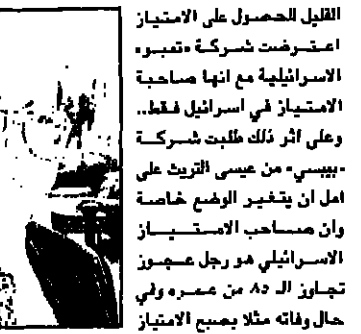 القليل للحصول على الامتياز
اعترضت شركة «تمبو»
الاسرائيلية مع انها صاحبة
الامتياز في اسرائيل فقط..
وعلى اثر ذلك طلبت شركة
«بيبسي» من عيسى التريث على
امل ان يتغير الوضع خاصة
وان صاحب الامتياز
الاسرائيلي هو رجل عجوز
تجاوز الـ ٨٥ من عمره وفي
حال وفاته مثلا يصبح الامتياز